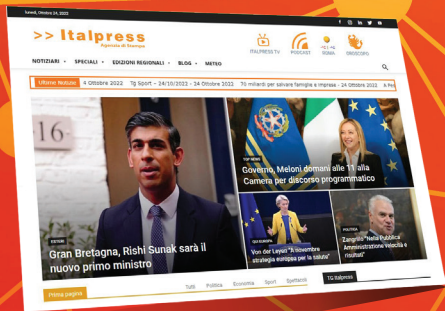 lunedì, Ottobre 24, 2022
>> Italpress
Agenzia di Stampa
ITALPRESS TV
PODCAST
ROMA
OROSCOPO
NOTIZIARI
SPECIALI
EDIZIONI REGIONALI
BLOG
METEO
Ultime Notizie
4 Ottobre 2022 Tg Sport – 24/10/2022 - 24 Ottobre 2022 70 miliardi per salvare famiglie e imprese - 24 Ottobre 2022
16
ESTERI
Gran Bretagna, Rishi Sunak sarà il
nuovo primo ministro
TOP NEWS
Governo, Meloni domani alle 11 alla
Camera per discorso programmatico
Von der Leyen "A novembre
strategia europea per la salute"
POLITICA
Zangrillo "Nella Pubblica
Amministrazione velocità e
risultati"
Prima pagina
Tutti Politica Economia Sport Spettacoli
TG Italpress